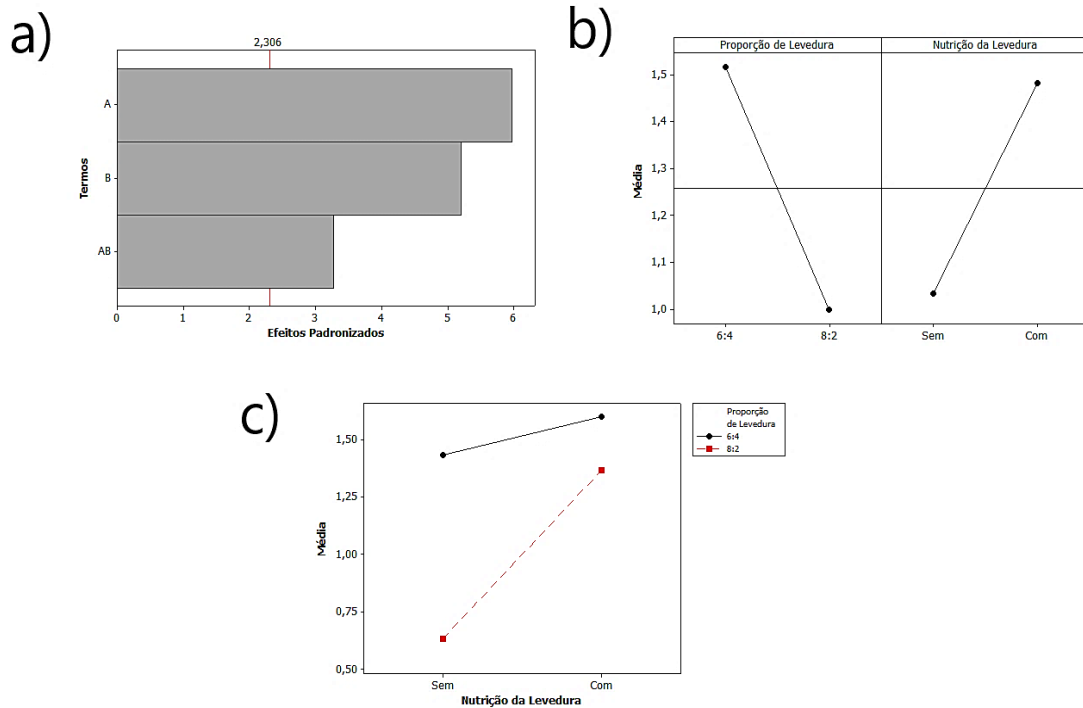 a)
2,306
Termos
A
B
AB
0 1 2 3 4 5 6
Efeitos Padronizados
b)
Proporção de Levedura Nutrição da Levedura
Média
1,5
1,4
1,3
1,2
1,1
1,0
6:4 8:2 Sem Com
c)
Média
1,50
1,25
1,00
0,75
0,50
Sem Com
Nutrição da Levedura
Proporção
de Levedura
6:4
8:2